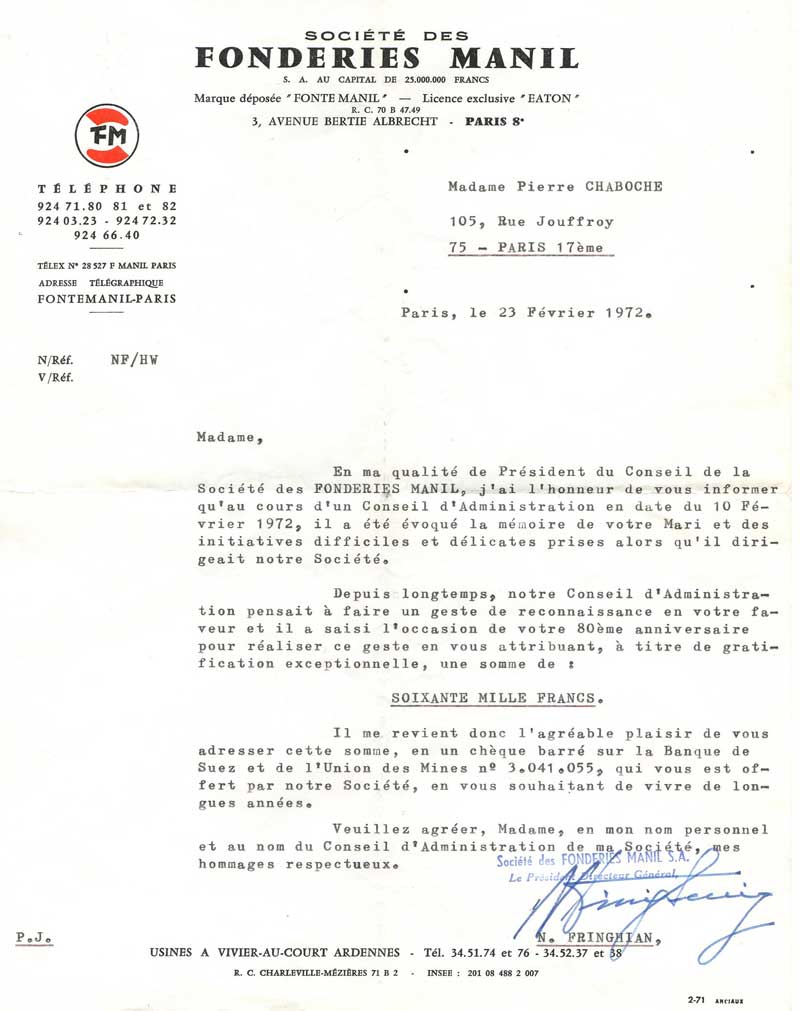 SOCIÉTÉ DES
FONDERIES MANIL
S. A. AU CAPITAL DE 25.000.000 FRANCS
Marque déposée "FONTE MANIL" — Licence exclusive "EATON"
R. C. 70 B 47.49
3, AVENUE BERTIE ALBRECHT - PARIS 8e
FM
TÉLÉPHONE
924 71.80 81 et 82
924 03.23 - 924 72.32
924 66.40
TÉLEX N° 28 527 F MANIL PARIS
ADRESSE TÉLÉGRAPHIQUE
FONTEMANIL-PARIS
Madame Pierre CHABOCHE
105, Rue Jouffroy
75 - PARIS 17ème
Paris, le 23 Février 1972.
N/Réf. NF/HW
V/Réf.
Madame,
En ma qualité de Président du Conseil de la
Société des FONDERIES MANIL, j'ai l'honneur de vous informer
qu'au cours d'un Conseil d'Administration en date du 10 Fé-
vrier 1972, il a été évoqué la mémoire de votre Mari et des
initiatives difficiles et délicates prises alors qu'il diri-
geait notre Société.
Depuis longtemps, notre Conseil d'Administra-
tion pensait à faire un geste de reconnaissance en votre fa-
veur et il a saisi l'occasion de votre 80ème anniversaire
pour réaliser ce geste en vous attribuant, à titre de grati-
fication exceptionnelle, une somme de :
SOIXANTE MILLE FRANCS.
Il me revient donc l'agréable plaisir de vous
adresser cette somme, en un chèque barré sur la Banque de
Suez et de l'Union des Mines nº 3.041.055, qui vous est of-
fert par notre Société, en vous souhaitant de vivre de lon-
gues années.
Veuillez agréer, Madame, en mon nom personnel
et au nom du Conseil d'Administration de ma Société, mes
hommages respectueux.
Société des FONDERIES MANIL S.A.
Le Président Directeur Général,
P.J.
N. FRINGHIAN,
USINES A VIVIER-AU-COURT ARDENNES - Tél. 34.51.74 et 76 - 34.52.37 et 38
R. C. CHARLEVILLE-MÉZIÈRES 71 B 2 - INSEE : 201 08 488 2 007
2-71 ANCIAUX